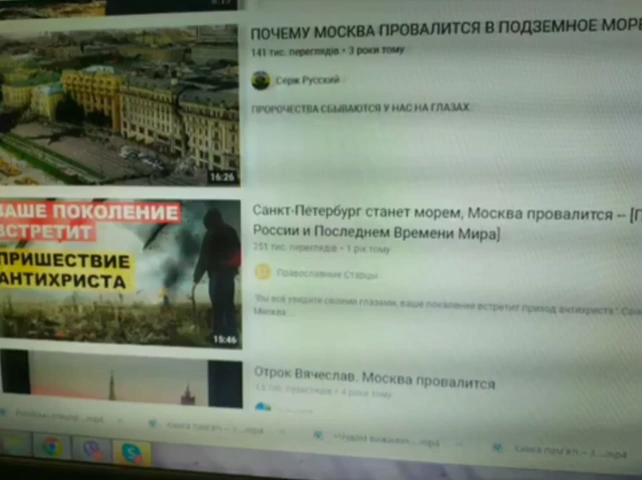 ПОЧЕМУ МОСКВА ПРОВАЛИТСЯ В ПОДЗЕМНОЕ МОРЕ
141 тис. переглядів • 3 роки тому
Серж Русский
ПРОРОЧЕСТВА СБЫВАЮТСЯ У НАС НА ГЛАЗАХ
16:26
ВАШЕ ПОКОЛЕНИЕ
ВСТРЕТИТ
ПРИШЕСТВИЕ
АНТИХРИСТА
15:46
Санкт-Петербург станет морем, Москва провалится – [П
России и Последнем Времени Мира]
251 тис. переглядів • 1 рік тому
Православные Старцы
"Вы всё увидите своими глазами, ваше поколение встретит приход антихриста"
Москва
Отрок Вячеслав. Москва провалится
переглядів • 4 роки тому